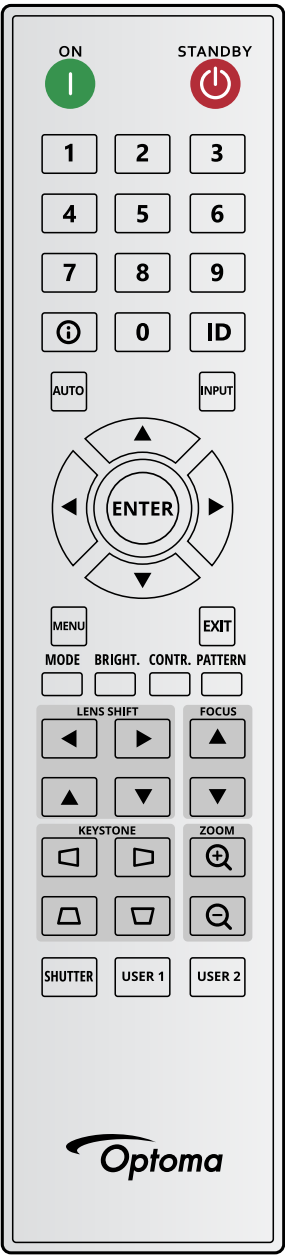 ON STANDBY
1 2 3
4 5 6
7 8 9
0 ID
AUTO INPUT
ENTER
MENU EXIT
MODE BRIGHT. CONTR. PATTERN
LENS SHIFT FOCUS
KEYSTONE ZOOM
SHUTTER USER 1 USER 2
Optoma